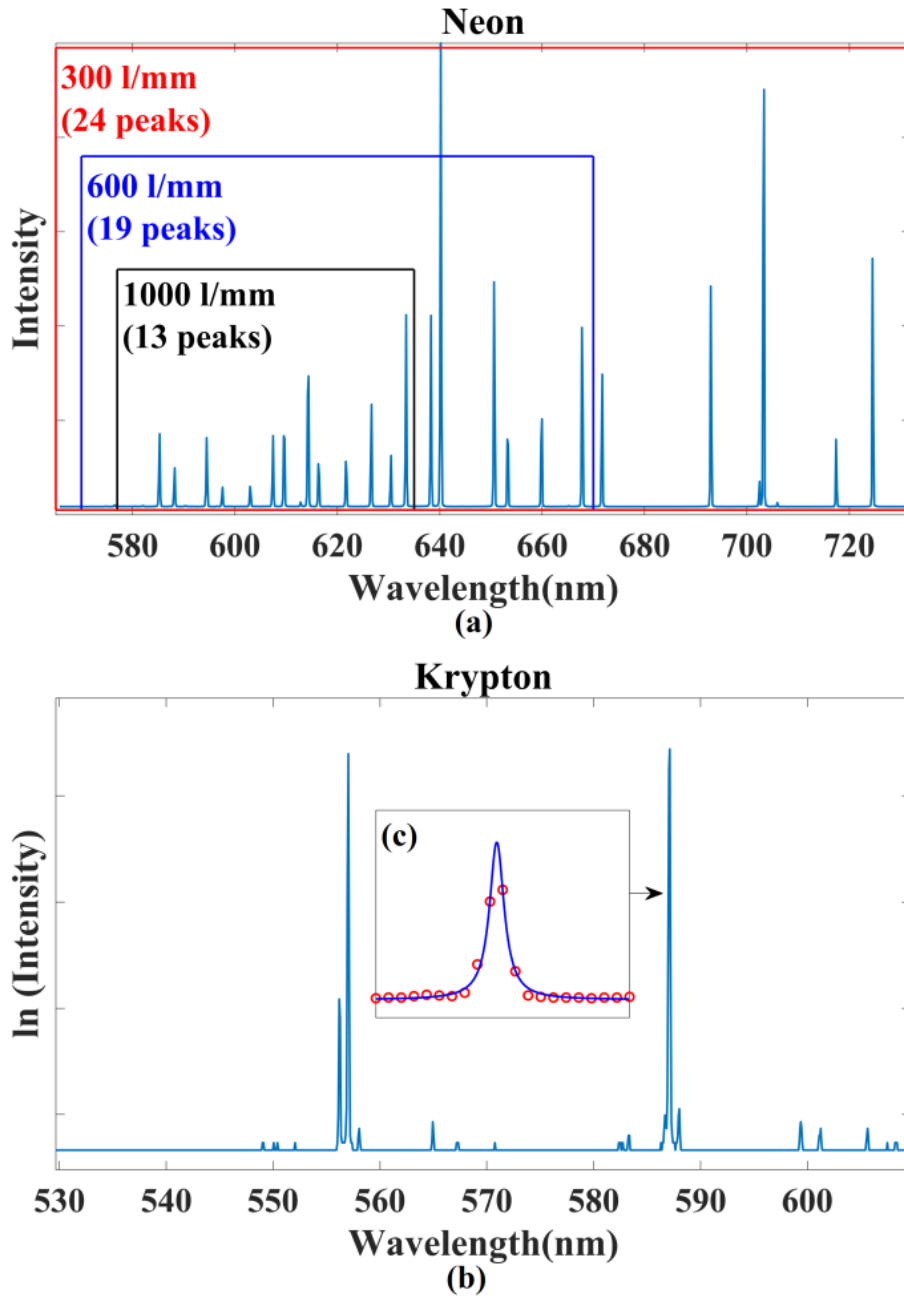 Neon
300 l/mm
(24 peaks)
600 l/mm
(19 peaks)
1000 l/mm
(13 peaks)
Intensity
580 600 620 640 660 680 700 720
Wavelength(nm)
(a)
Krypton
(c)
ln (Intensity)
530 540 550 560 570 580 590 600
Wavelength(nm)
(b)